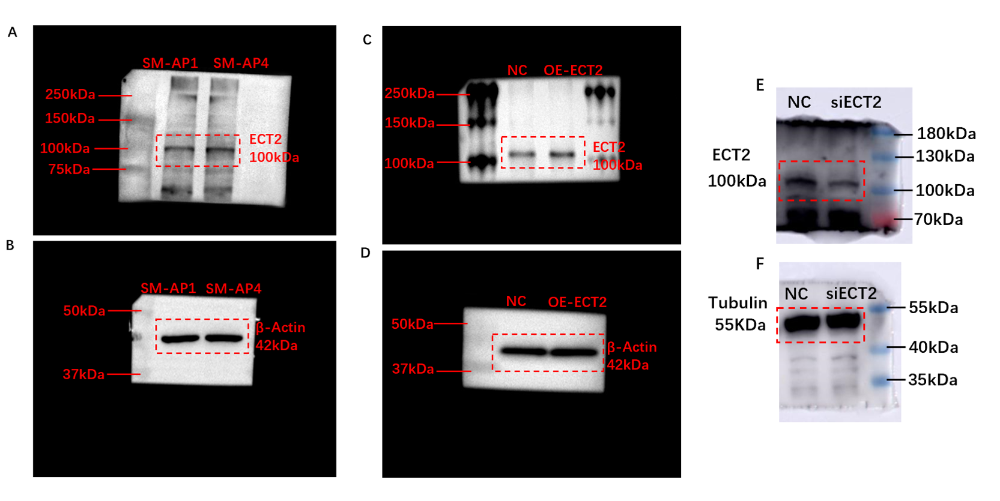 A
SM-AP1 SM-AP4
250kDa
150kDa
100kDa
75kDa
ECT2
100kDa
B
SM-AP1 SM-AP4
50kDa
37kDa
β-Actin
42kDa
C
NC OE-ECT2
250kDa
150kDa
100kDa
ECT2
100kDa
D
NC OE-ECT2
50kDa
37kDa
β-Actin
42kDa
E
NC siECT2
ECT2
100kDa
180kDa
130kDa
100kDa
70kDa
F
NC siECT2
Tubulin
55KDa
55kDa
40kDa
35kDa